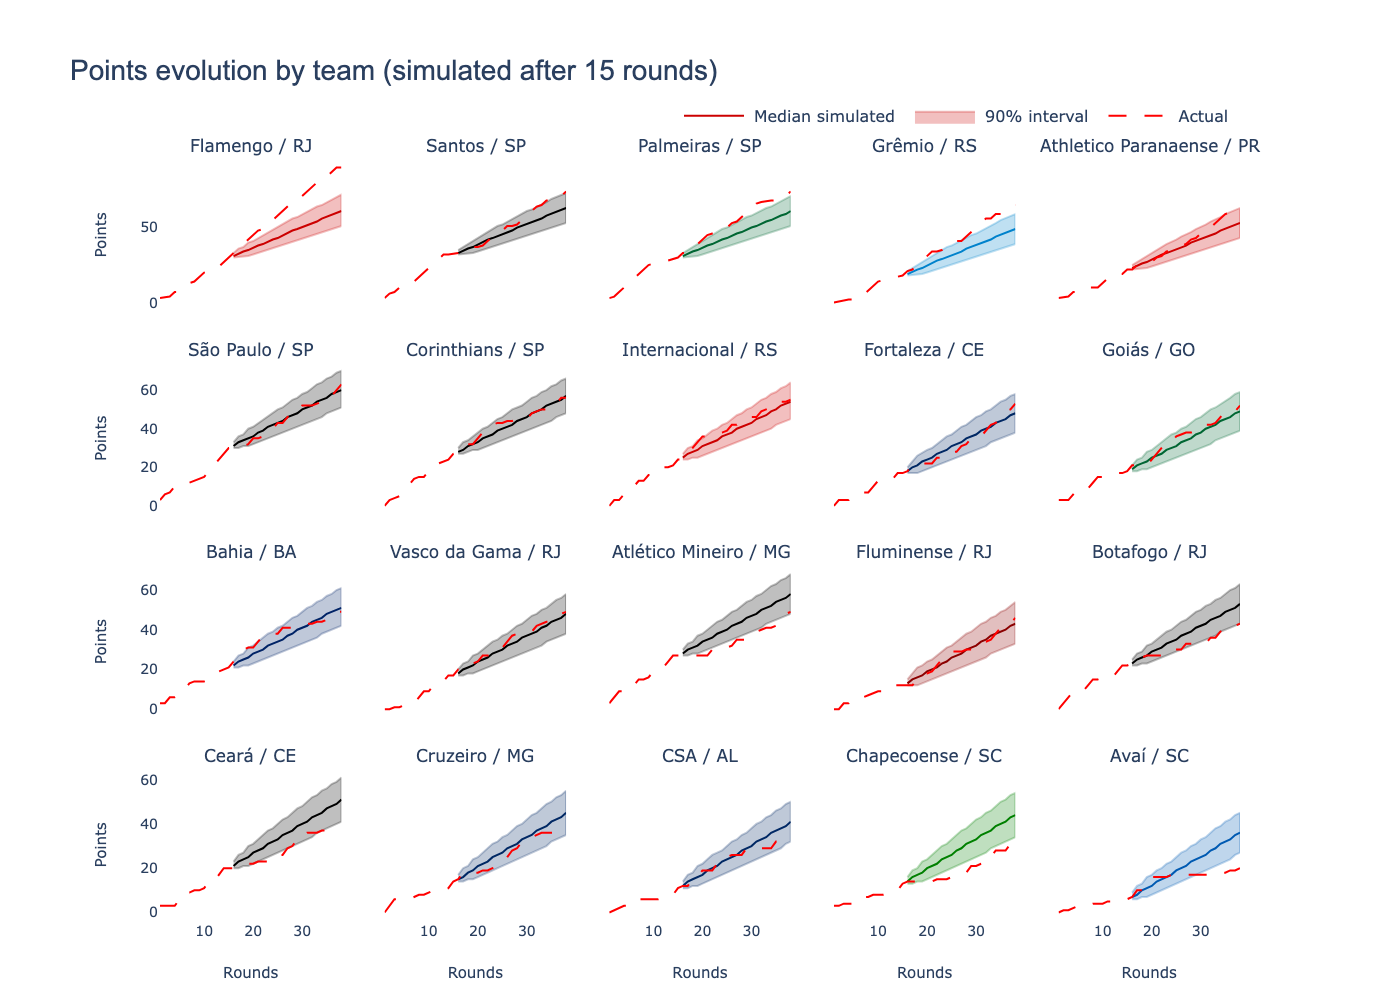 Points evolution by team (simulated after 15 rounds)
Median simulated 90% interval Actual
Flamengo / RJ Santos / SP Palmeiras / SP Grêmio / RS Athletico Paranaense / PR
Points
50
0
São Paulo / SP Corinthians / SP Internacional / RS Fortaleza / CE Goiás / GO
Points
60
40
20
0
Bahia / BA Vasco da Gama / RJ Atlético Mineiro / MG Fluminense / RJ Botafogo / RJ
Points
60
40
20
0
Ceará / CE Cruzeiro / MG CSA / AL Chapecoense / SC Avaí / SC
Points
60
40
20
0
10 20 30 10 20 30 10 20 30 10 20 30 10 20 30
Rounds Rounds Rounds Rounds Rounds